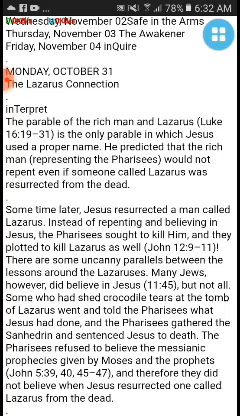 78% 6:32 AM
Wednesday, November 02Safe in the Arms
Thursday, November 03 The Awakener
Friday, November 04 inQuire
.
MONDAY, OCTOBER 31
The Lazarus Connection
.
inTerpret
The parable of the rich man and Lazarus (Luke
16:19–31) is the only parable in which Jesus
used a proper name. He predicted that the rich
man (representing the Pharisees) would not
repent even if someone called Lazarus was
resurrected from the dead.
.
Some time later, Jesus resurrected a man called
Lazarus. Instead of repenting and believing in
Jesus, the Pharisees sought to kill Him, and they
plotted to kill Lazarus as well (John 12:9–11)!
There are some uncanny parallels between the
lessons around the Lazaruses. Many Jews,
however, did believe in Jesus (11:45), but not all.
Some who had shed crocodile tears at the tomb
of Lazarus went and told the Pharisees what
Jesus had done, and the Pharisees gathered the
Sanhedrin and sentenced Jesus to death. The
Pharisees refused to believe the messianic
prophecies given by Moses and the prophets
(John 5:39, 40, 45–47), and therefore they did
not believe when Jesus resurrected one called
Lazarus from the dead.
.